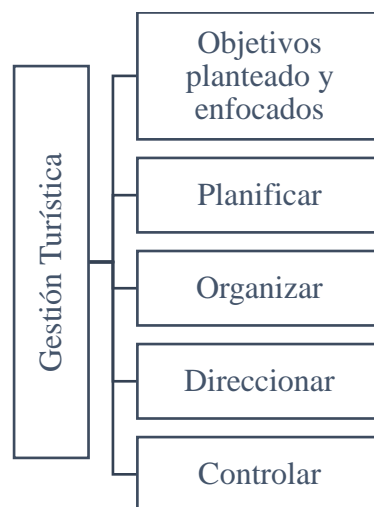 Gestión Turística
Objetivos
planteado y
enfocados
Planificar
Organizar
Direccionar
Controlar